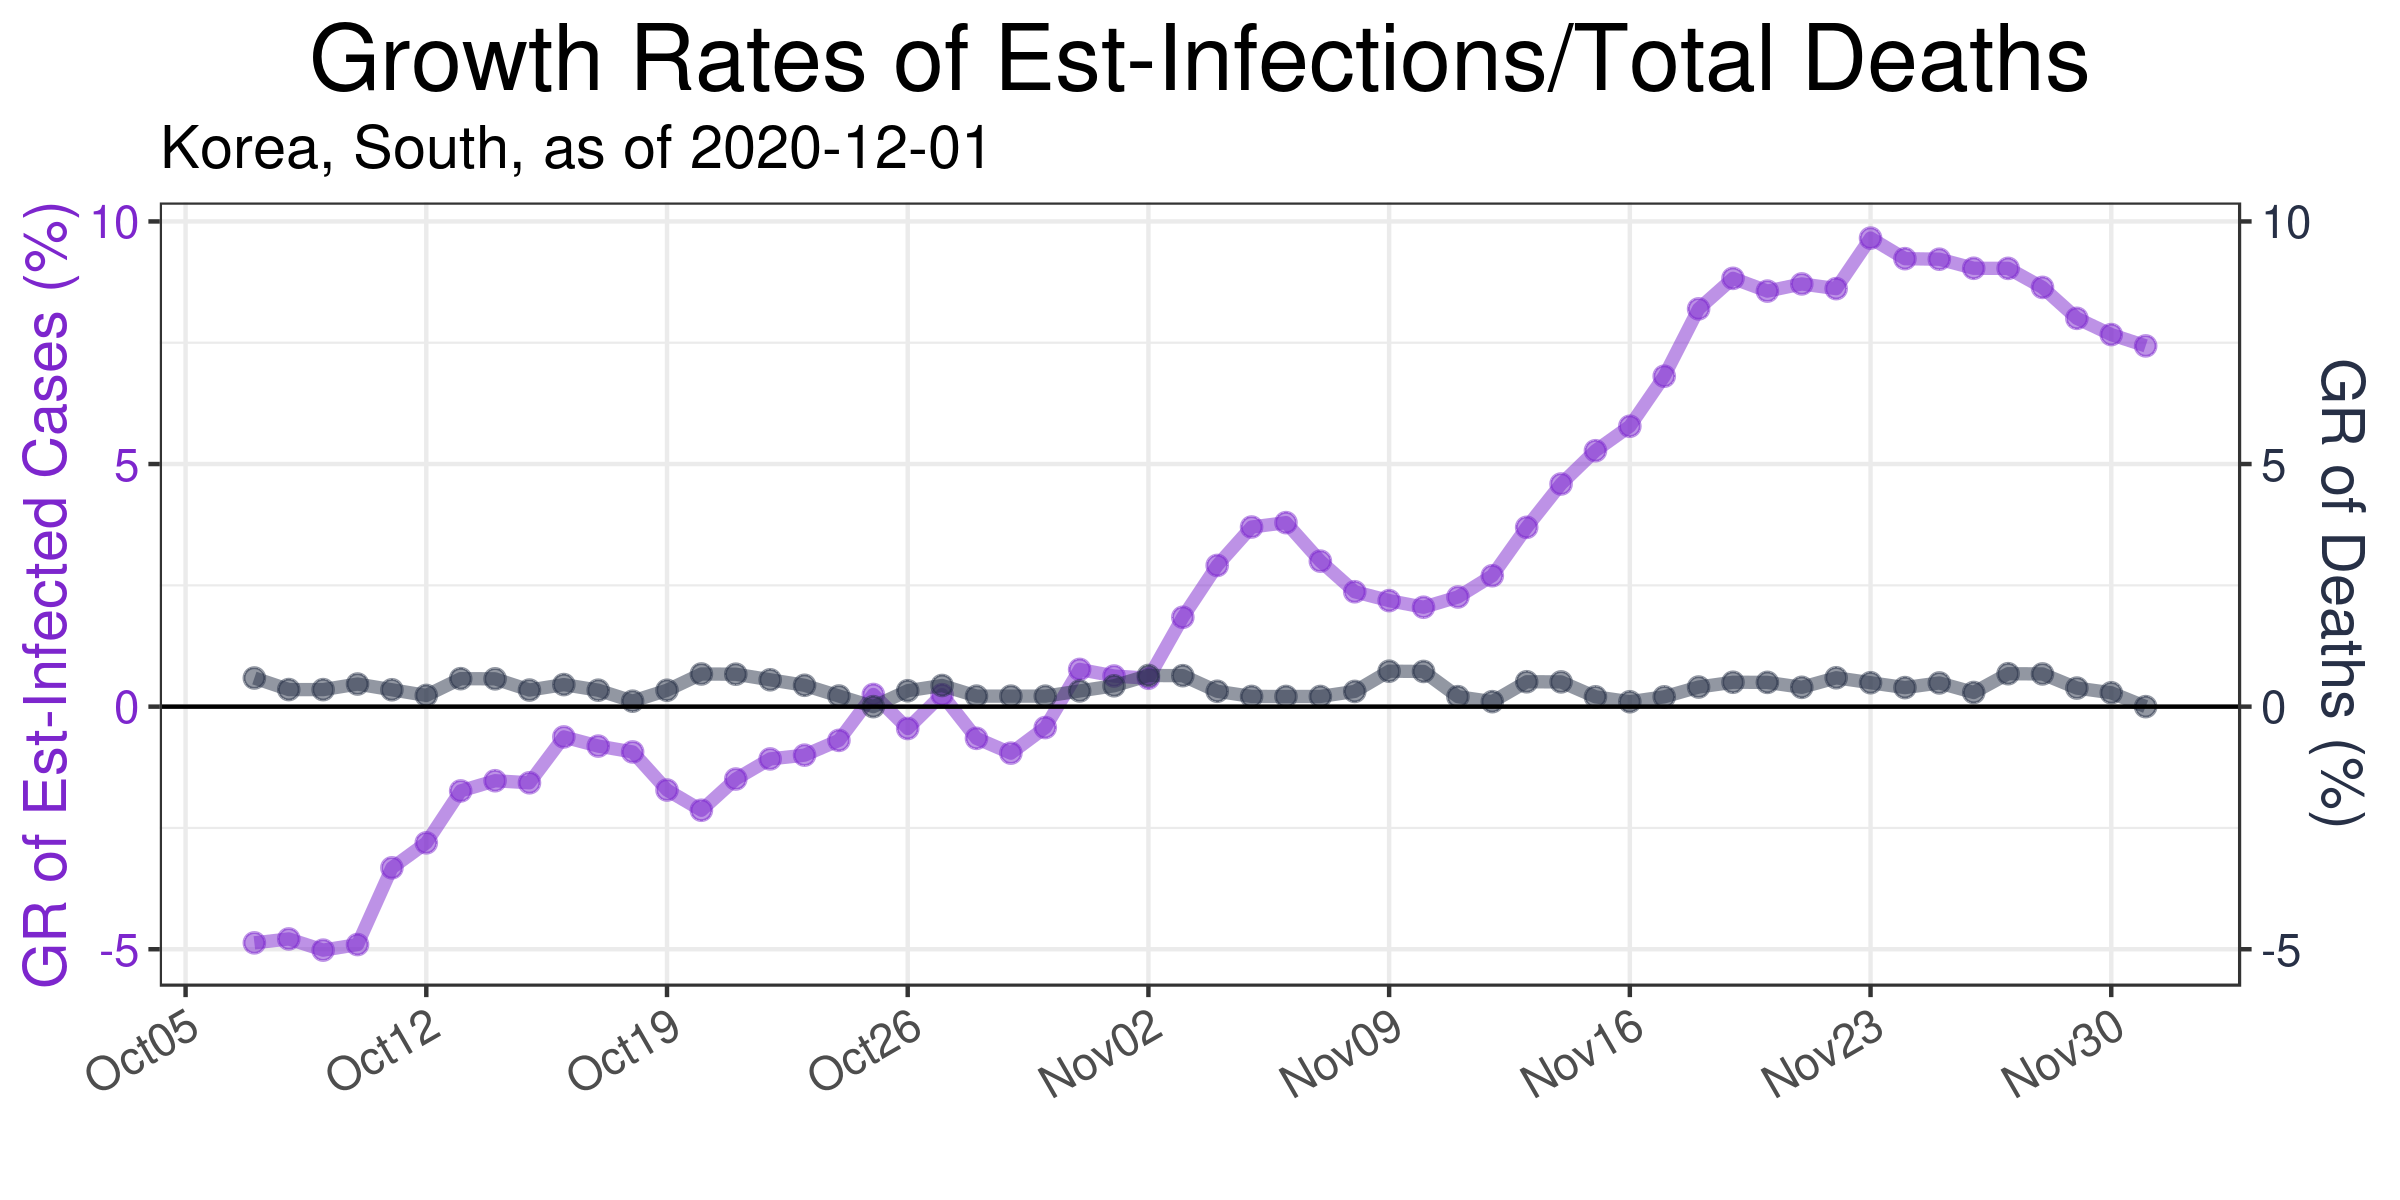 Growth Rates of Est-Infections/Total Deaths
Korea, South, as of 2020-12-01
GR of Est-Infected Cases (%)
10
5
0
-5
10
5
0
-5
GR of Deaths (%)
Oct05
Oct12
Oct19
Oct26
Nov02
Nov09
Nov16
Nov23
Nov30